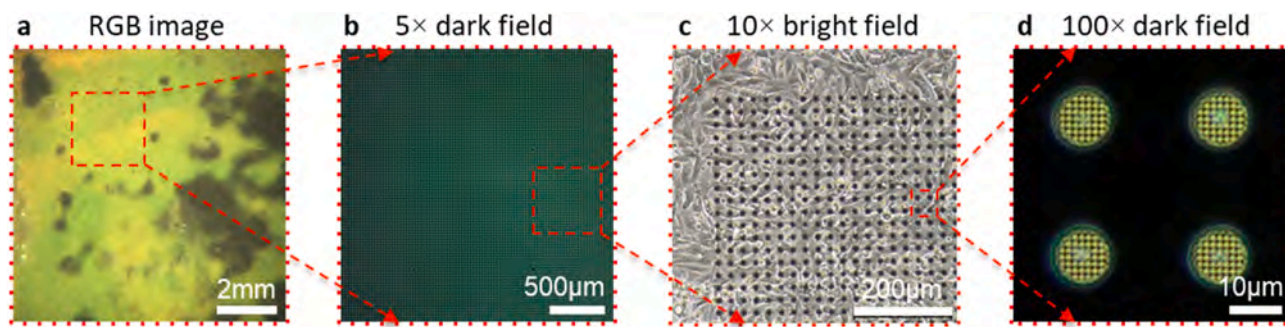 a RGB image
b 5× dark field
c 10× bright field
d 100× dark field
2mm
500μm
200μm
10μm